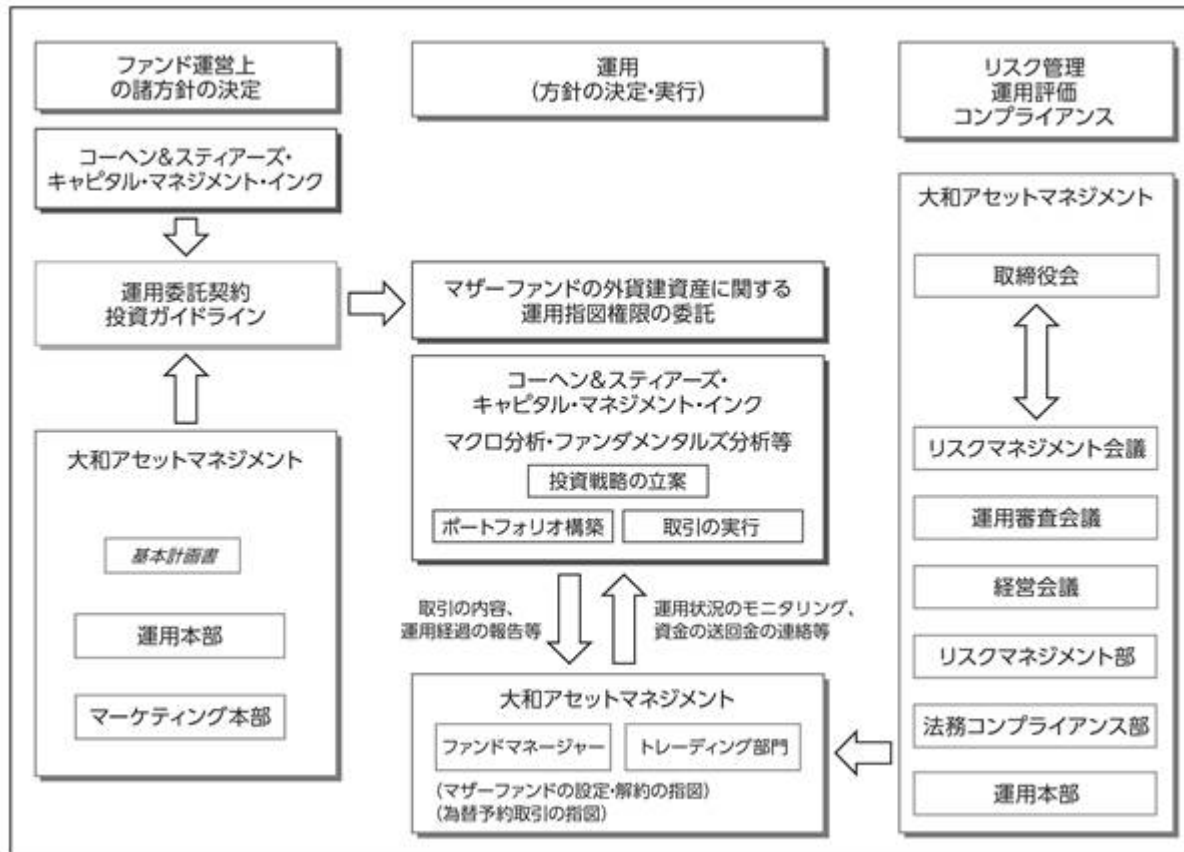 ファンド運営上
の諸方針の決定
コーヘン&スティアーズ・
キャピタル・マネジメント・インク
運用委託契約
投資ガイドライン
大和アセットマネジメント
基本計画書
運用本部
マーケティング本部
運用
(方針の決定・実行)
マザーファンドの外貨建資産に関する
運用指図権限の委託
コーヘン&スティアーズ・
キャピタル・マネジメント・インク
マクロ分析・ファンダメンタルズ分析等
投資戦略の立案
ポートフォリオ構築
取引の実行
取引の内容、
運用経過の報告等
運用状況のモニタリング、
資金の送回金の連絡等
大和アセットマネジメント
ファンドマネージャー
トレーディング部門
(マザーファンドの設定・解約の指図)
(為替予約取引の指図)
リスク管理
運用評価
コンプライアンス
大和アセットマネジメント
取締役会
リスクマネジメント会議
運用審査会議
経営会議
リスクマネジメント部
法務コンプライアンス部
運用本部